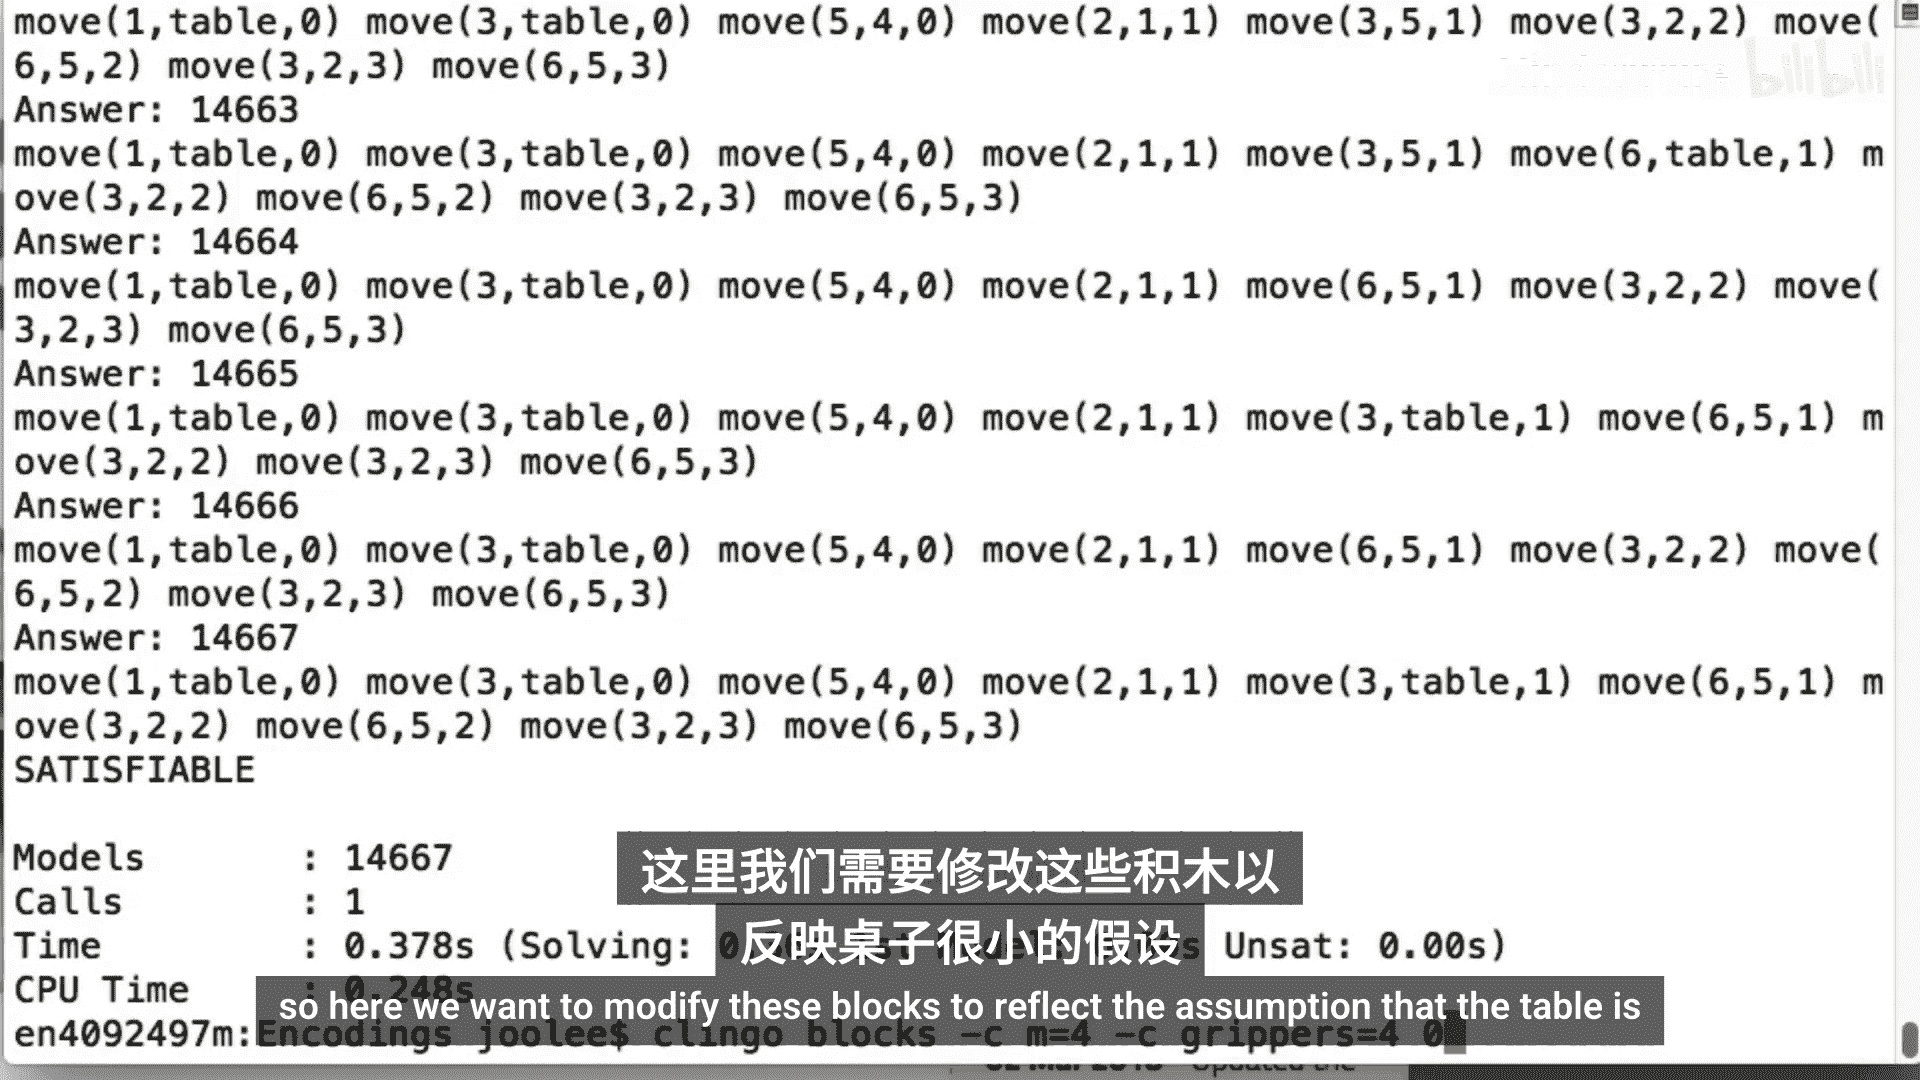 move(1,table,0) move(3,table,0) move(5,4,0) move(2,1,1) move(3,5,1) move(3,2,2) move(
6,5,2) move(3,2,3) move(6,5,3)
bilibili
Answer: 14663
move(1,table,0) move(3,table,0) move(5,4,0) move(2,1,1) move(3,5,1) move(6,table,1) m
ove(3,2,2) move(6,5,2) move(3,2,3) move(6,5,3)
Answer: 14664
move(1,table,0) move(3,table,0) move(5,4,0) move(2,1,1) move(6,5,1) move(3,2,2) move(
3,2,3) move(6,5,3)
Answer: 14665
move(1,table,0) move(3,table,0) move(5,4,0) move(2,1,1) move(3,table,1) move(6,5,1) m
ove(3,2,2) move(3,2,3) move(6,5,3)
Answer: 14666
move(1,table,0) move(3,table,0) move(5,4,0) move(2,1,1) move(6,5,1) move(3,2,2) move(
6,5,2) move(3,2,3) move(6,5,3)
Answer: 14667
move(1,table,0) move(3,table,0) move(5,4,0) move(2,1,1) move(3,table,1) move(6,5,1) m
ove(3,2,2) move(6,5,2) move(3,2,3) move(6,5,3)
SATISFIABLE
Models : 14667
Calls : 1
Time : 0.378s (Solving: Unsat: 0.00s)
CPU Time : 0.248s
这里我们需要修改这些积木以
反映桌子很小的假设
so here we want to modify these blocks to reflect the assumption that the table is
en4092497m:Encodings joolee$ clingo blocks -c m=4 -c grippers=4 0